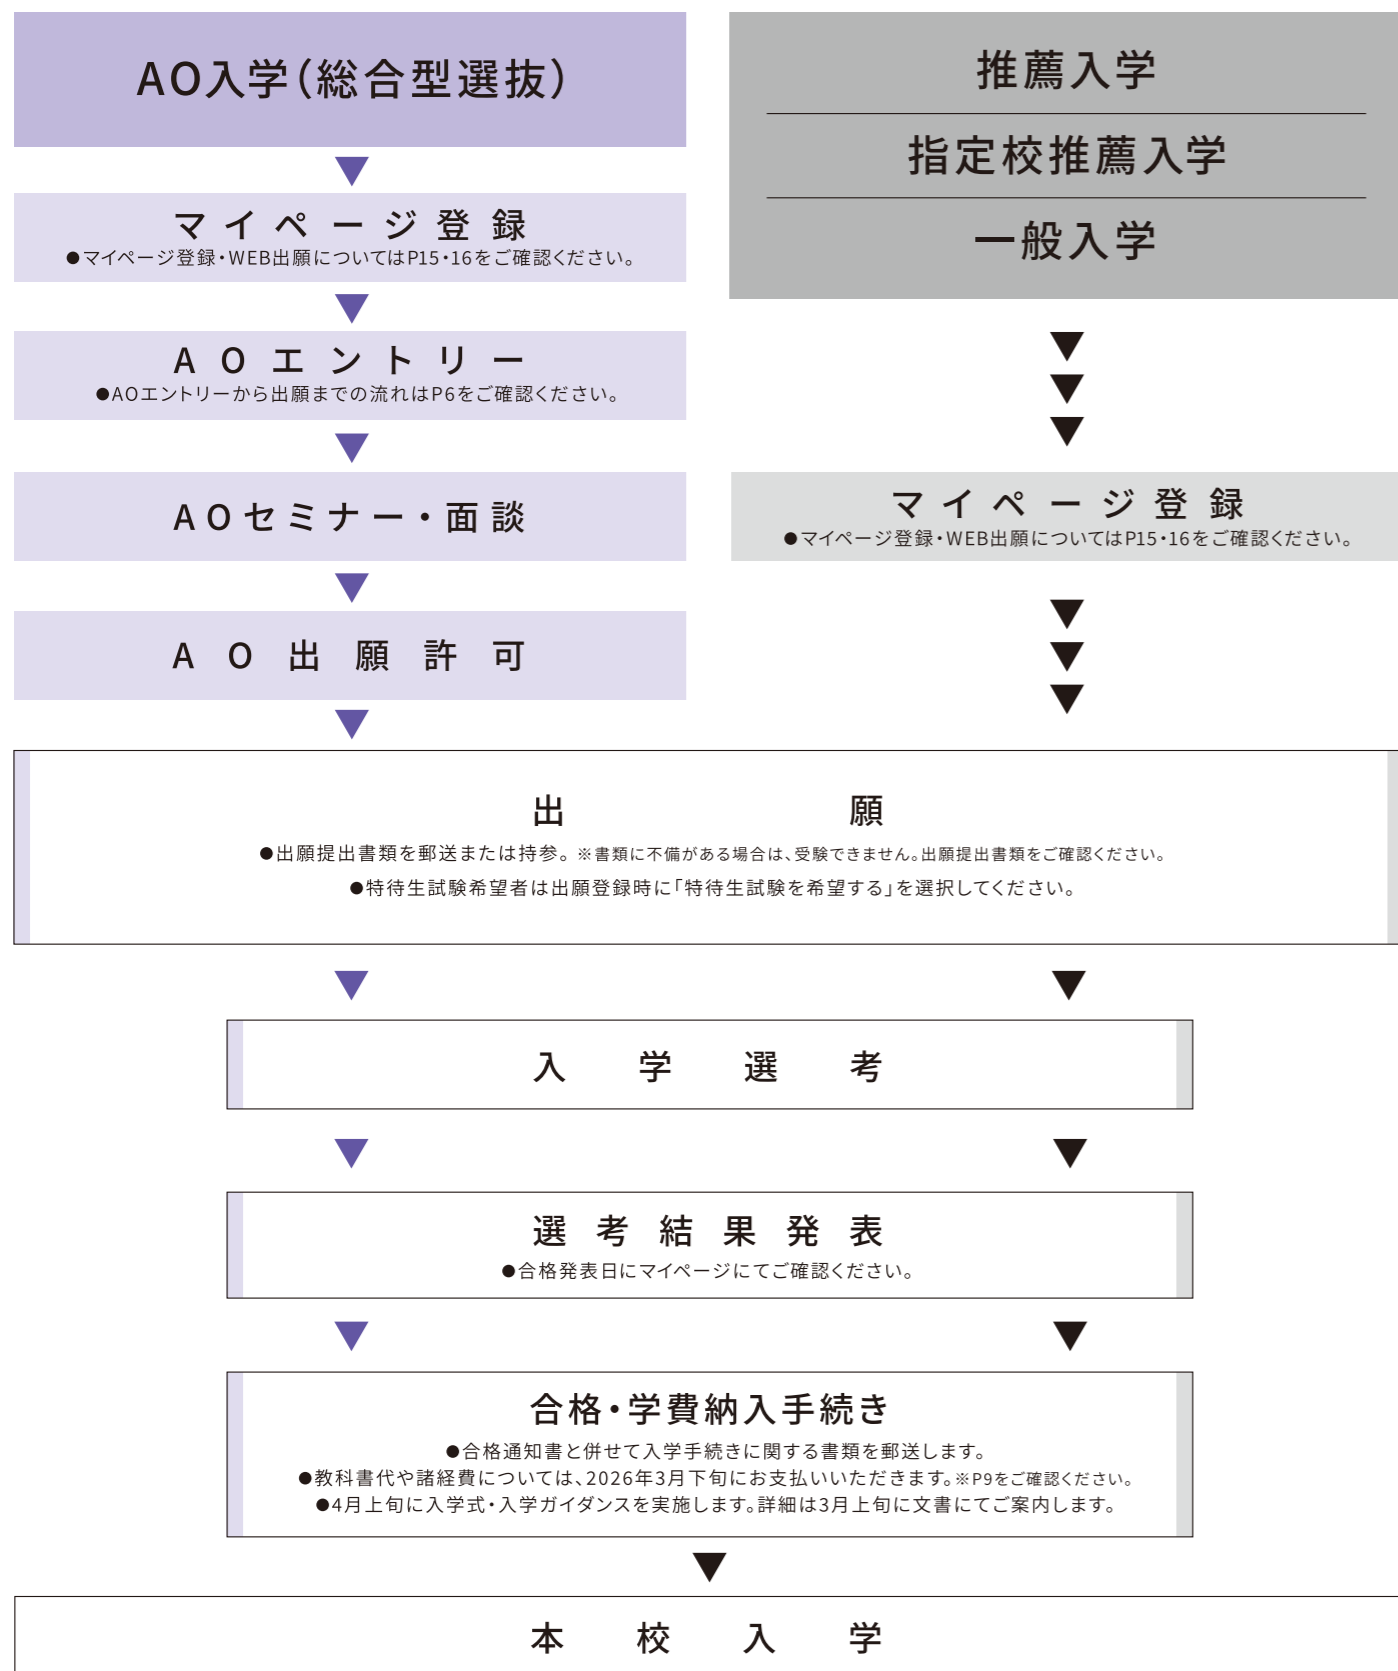 AO入学(総合型選抜)
マイページ登録
●マイページ登録・WEB出願についてはP15・16をご確認ください。
AOエントリー
●AOエントリーから出願までの流れはP6をご確認ください。
AOセミナー・面談
AO出願許可
推薦入学
指定校推薦入学
一般入学
マイページ登録
●マイページ登録・WEB出願についてはP15・16をご確認ください。
出願
●出願提出書類を郵送または持参。※書類に不備がある場合は、受験できません。出願提出書類をご確認ください。
●特待生試験希望者は出願登録時に「特待生試験を希望する」を選択してください。
入学選考
選考結果発表
●合格発表日にマイページにてご確認ください。
合格・学費納入手続き
●合格通知書と併せて入学手続きに関する書類を郵送します。
●教科書代や諸経費については、2026年3月下旬にお支払いいただきます。※P9をご確認ください。
●4月上旬に入学式・入学ガイダンスを実施します。詳細は3月上旬に文書にてご案内します。
本校入学